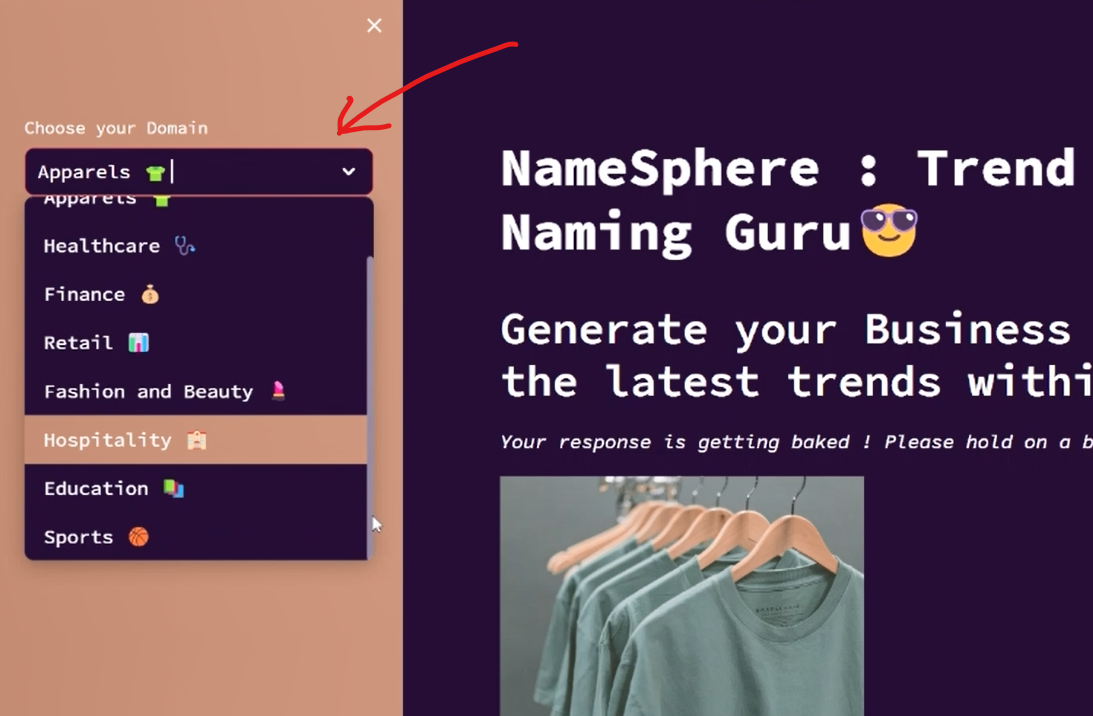 Choose your Domain
Apparels 👕
Apparels 👕
Healthcare 🩺
Finance 💰
Retail 🏬
Fashion and Beauty 💄
Hospitality 🏩
Education 📚
Sports 🏀
NameSphere : Trend
Naming Guru😎
Generate your Business
the latest trends withi
Your response is getting baked ! Please hold on a b